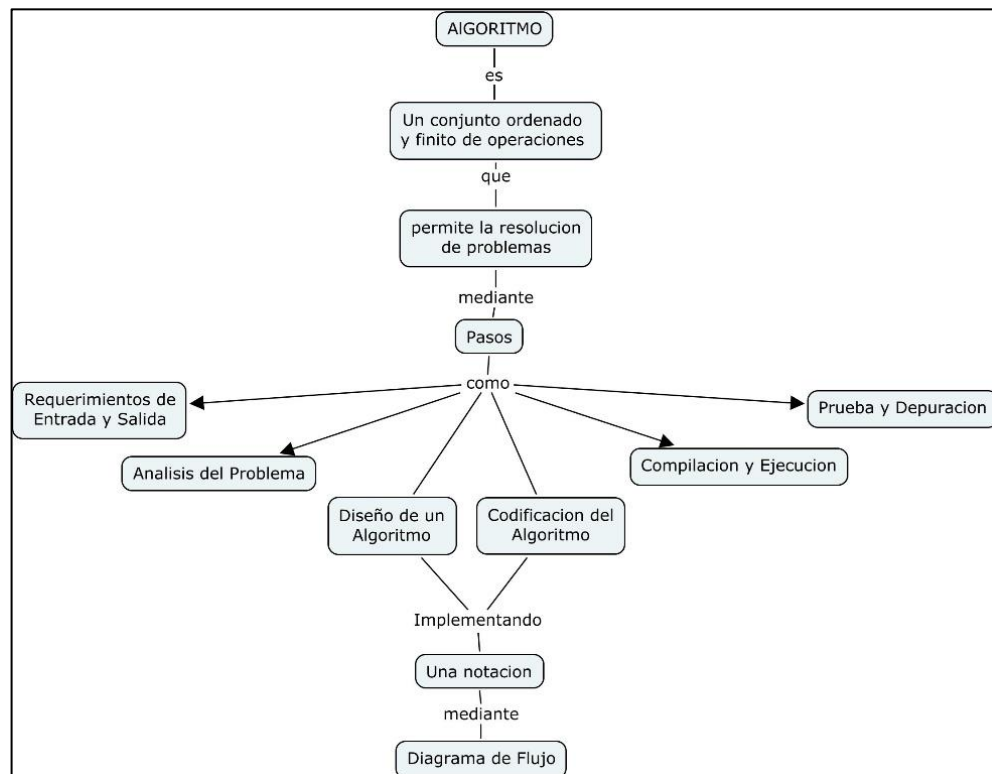 AlGORITMO
es
Un conjunto ordenado
y finito de operaciones
que
permite la resolucion
de problemas
mediante
Pasos
como
Requerimientos de
Entrada y Salida
Prueba y Depuracion
Analisis del Problema
Compilacion y Ejecucion
Diseño de un
Algoritmo
Codificacion del
Algoritmo
Implementando
Una notacion
mediante
Diagrama de Flujo